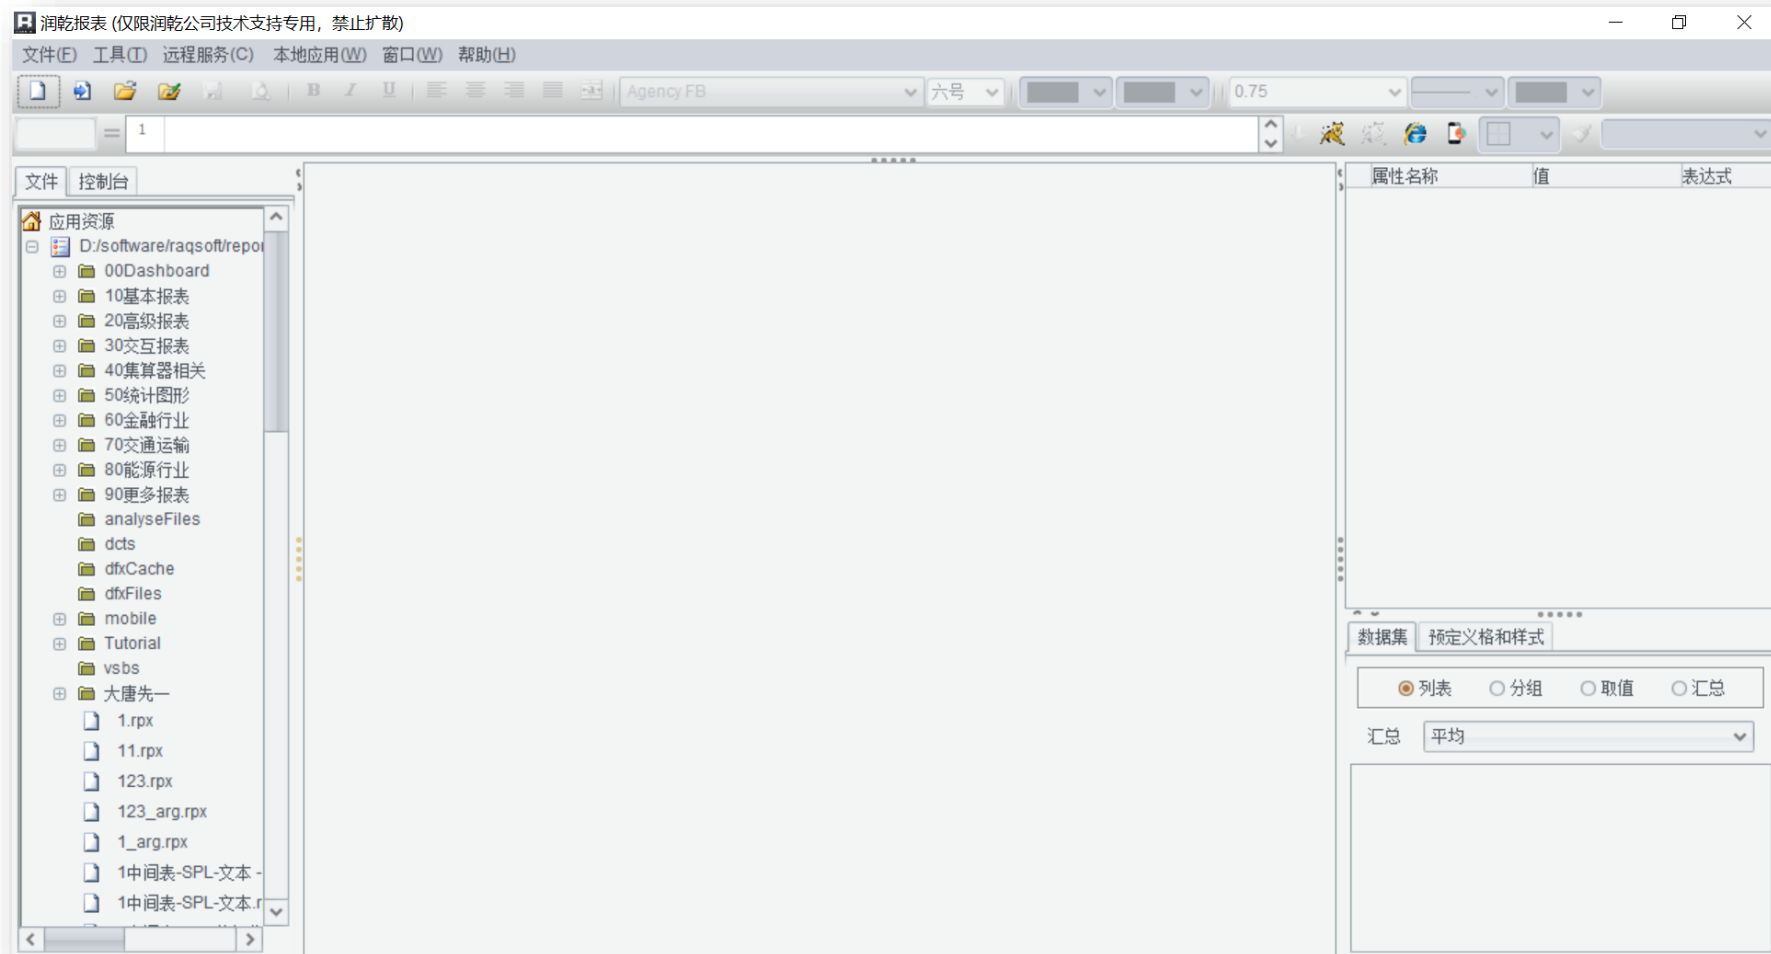 润乾报表 (仅限润乾公司技术支持专用，禁止扩散)
文件(F) 工具(T) 远程服务(C) 本地应用(W) 窗口(W) 帮助(H)
B I U Agency FB 六号 0.75
= 1
文件 控制台
应用资源
D:/software/raqsoft/repor
00Dashboard
10基本报表
20高级报表
30交互报表
40集算器相关
50统计图形
60金融行业
70交通运输
80能源行业
90更多报表
analyseFiles
dcts
dfxCache
dfxFiles
mobile
Tutorial
vsbs
大唐先一
1.rpx
11.rpx
123.rpx
123_arg.rpx
1_arg.rpx
1中间表-SPL-文本 -
1中间表-SPL-文本.r
属性名称 值 表达式
数据集 预定义格和样式
列表 分组 取值 汇总
汇总 平均